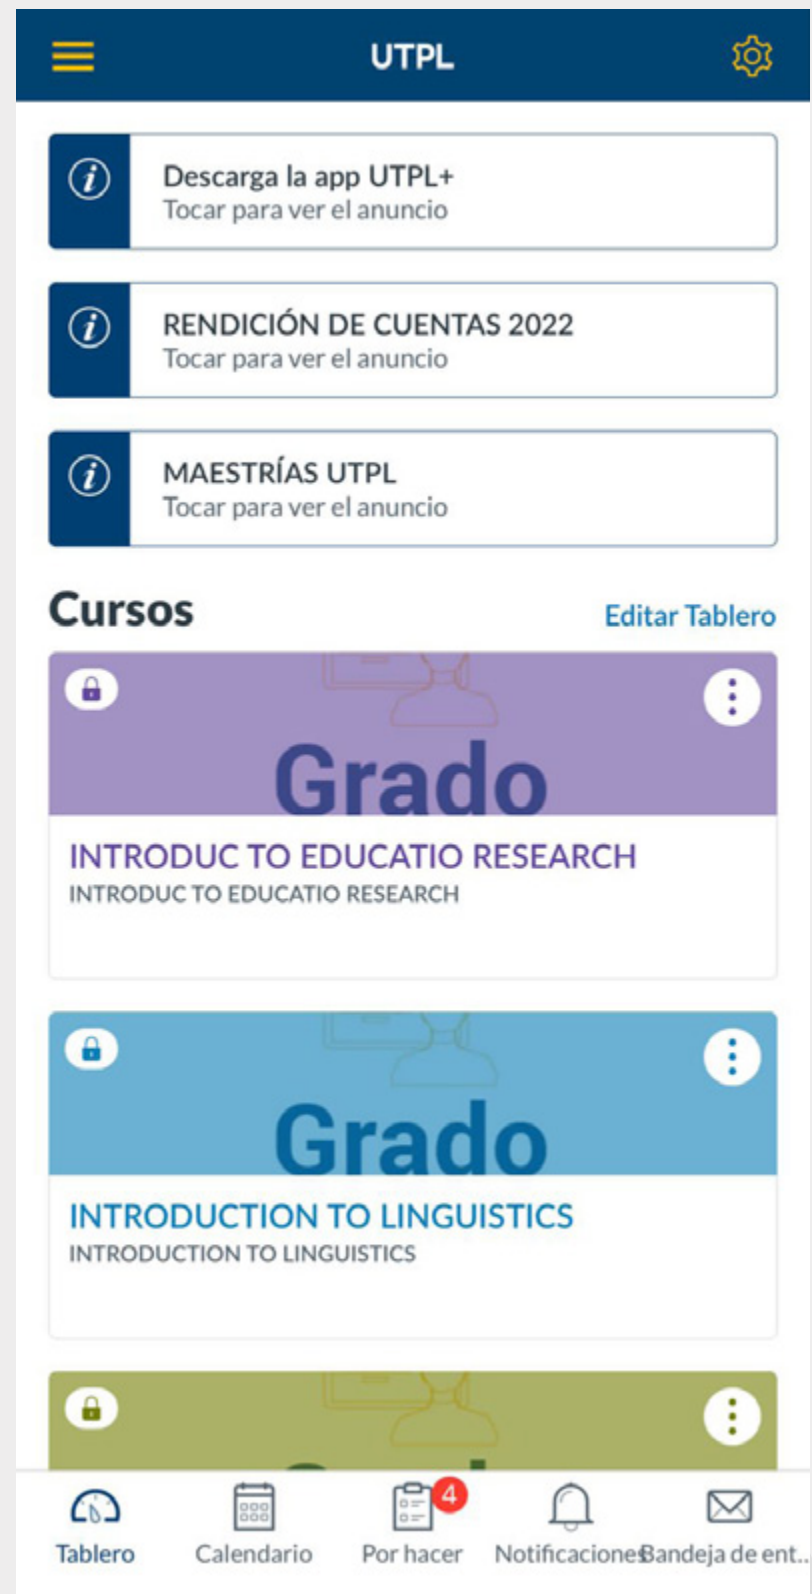 UTPL
Descarga la app UTPL+
Tocar para ver el anuncio
RENDICIÓN DE CUENTAS 2022
Tocar para ver el anuncio
MAESTRÍAS UTPL
Tocar para ver el anuncio
Cursos
Editar Tablero
Grado
INTRODUC TO EDUCATIO RESEARCH
INTRODUC TO EDUCATIO RESEARCH
Grado
INTRODUCTION TO LINGUISTICS
INTRODUCTION TO LINGUISTICS
4
Tablero Calendario Por hacer Notificaciones Bandeja de ent...